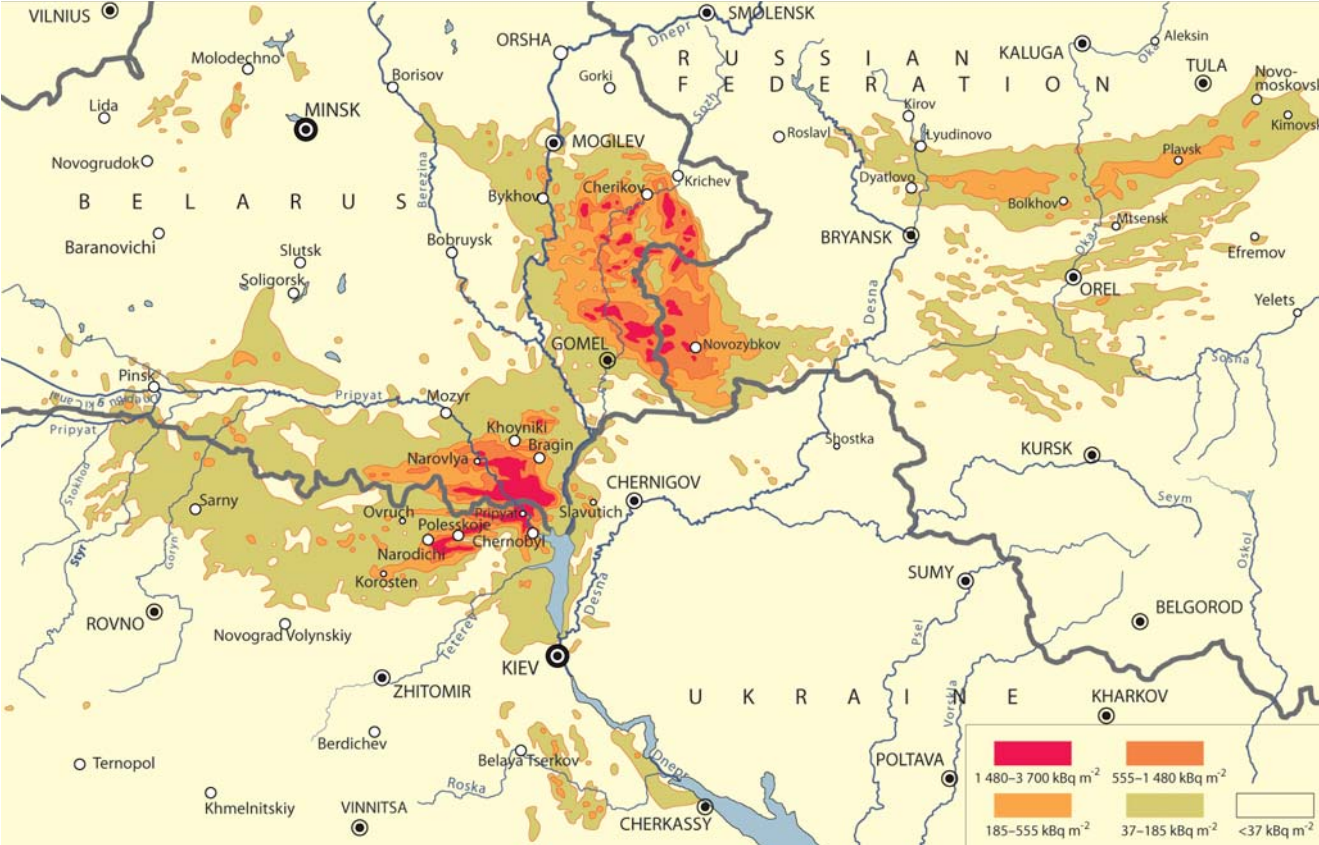 VILNIUS
SMOLENSK
Dnepr
ORSHA
R U S S I A N
F E D E R A T I O N
KALUGA
Aleksin
Oka
TULA
Novo-
moskovsk
Kimovsk
Molodechno
Borisov
Gorki
Sozh
Kirov
Lida
MINSK
Roslavl
Lyudinovo
MOGILEV
Plavsk
Novogrudok
Krichev
Dyatlovo
Cherikov
Bykhov
Bolkhov
B E L A R U S
Berezina
Mtsensk
Baranovichi
Bobruysk
BRYANSK
Oka
Efremov
Slutsk
Soligorsk
OREL
Desna
Yelets
GOMEL
Novozybkov
Sosna
Pinsk
Pripyat
Mozyr
Pripyat
Khoyniki
Bragin
Shostka
Narovlya
KURSK
Stokhod
CHERNIGOV
Sarny
Seym
Ovruch
Pripyat
Slavutich
Polesskoje
Chernobyl
Narodichi
Styr
Goryn
Oskol
Korosten
SUMY
Desna
ROVNO
Novograd Volynskiy
BELGOROD
Teterev
Psel
KIEV
ZHITOMIR
U K R A I N E
KHARKOV
Vorskla
Berdichev
Belaya Tserkov
Dnepr
POLTAVA
Ternopol
Roska
Khmelnitskiy
VINNITSA
CHERKASSY
1 480–3 700 kBq m-2
555–1 480 kBq m-2
185–555 kBq m-2
37–185 kBq m-2
<37 kBq m-2